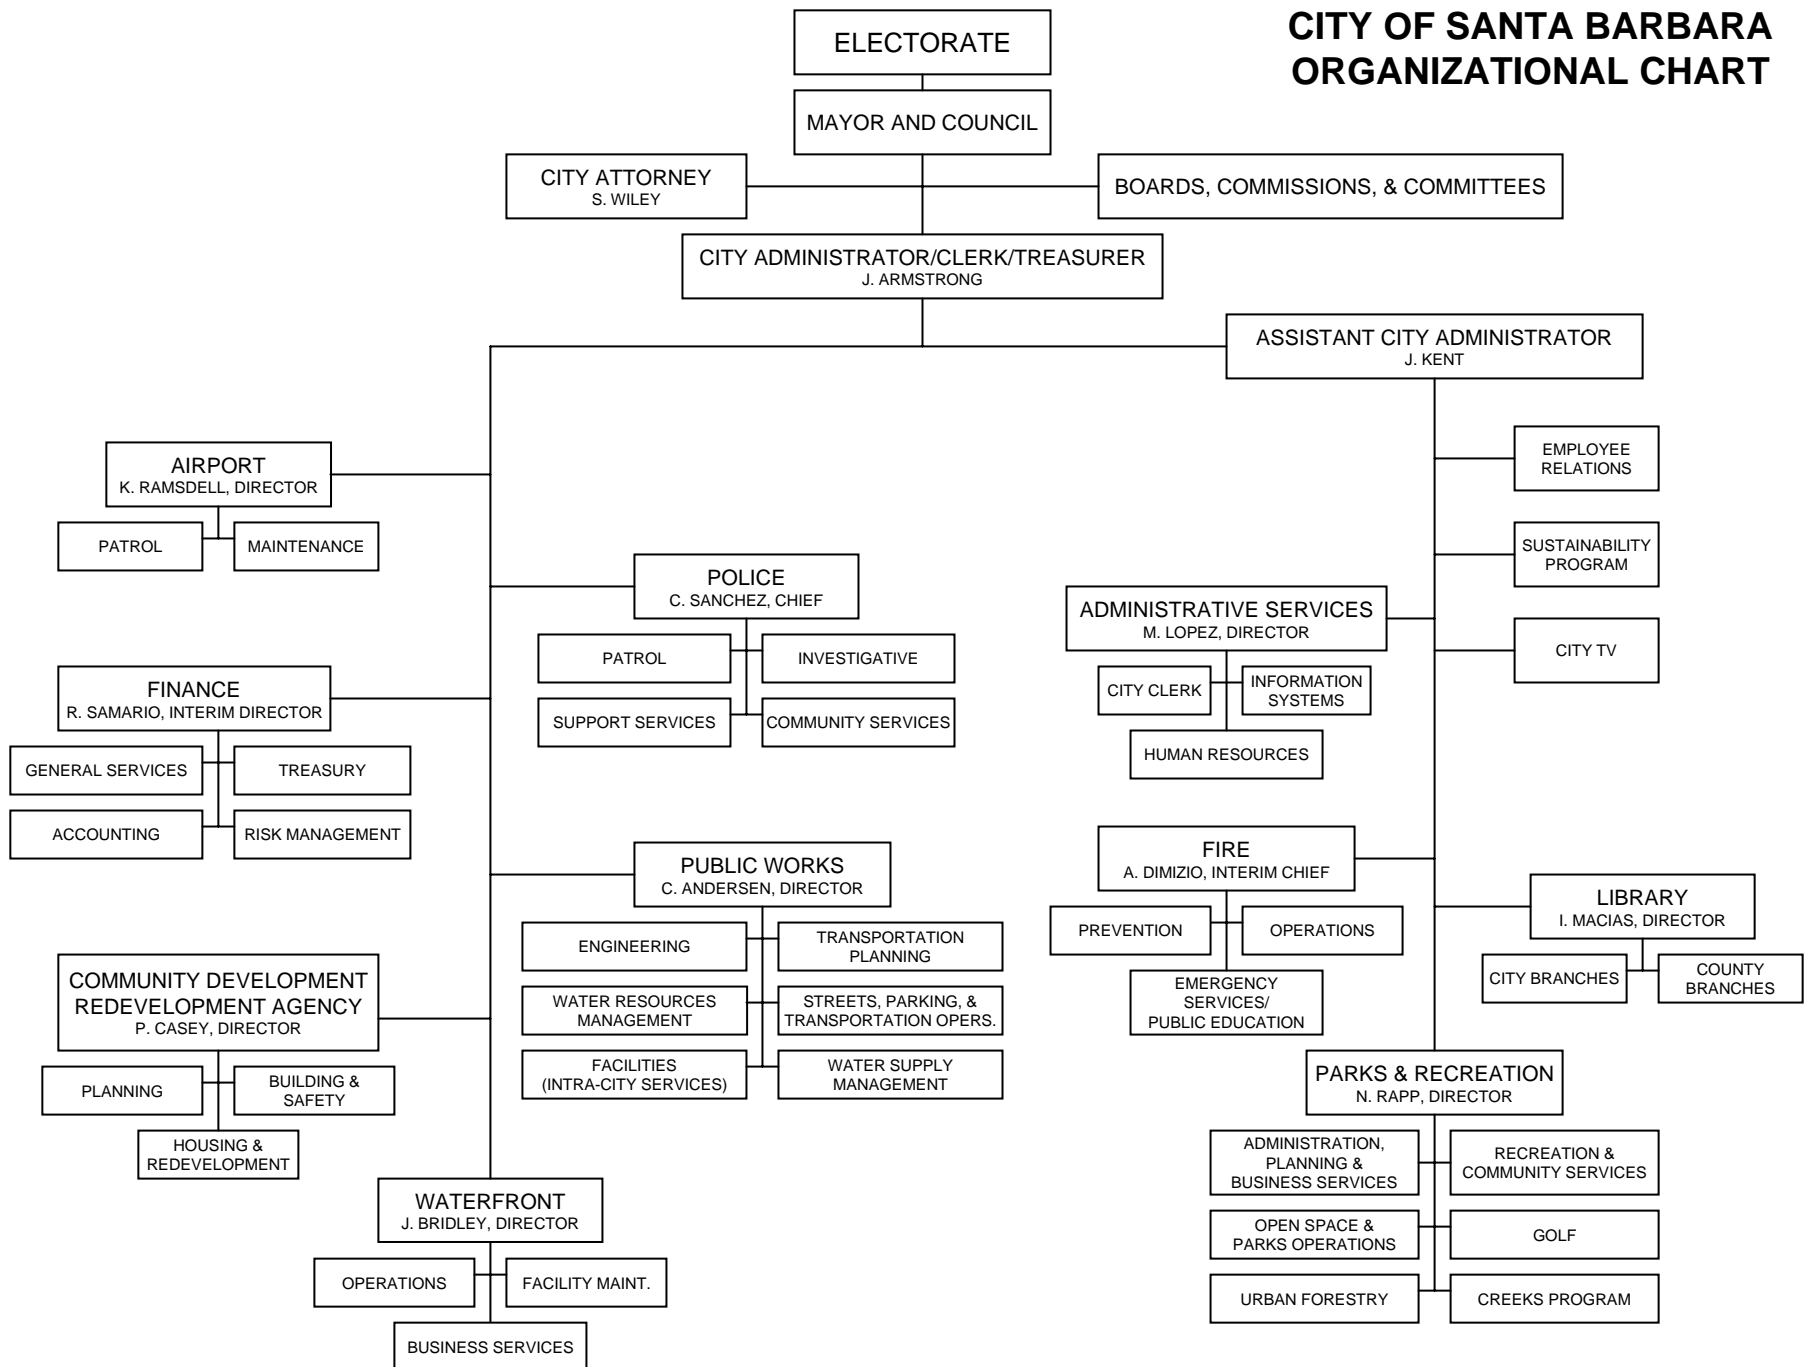 CITY OF SANTA BARBARA
ORGANIZATIONAL CHART
ELECTORATE
MAYOR AND COUNCIL
CITY ATTORNEY
S. WILEY
BOARDS, COMMISSIONS, & COMMITTEES
CITY ADMINISTRATOR/CLERK/TREASURER
J. ARMSTRONG
ASSISTANT CITY ADMINISTRATOR
J. KENT
AIRPORT
K. RAMSDELL, DIRECTOR
PATROL
MAINTENANCE
POLICE
C. SANCHEZ, CHIEF
PATROL
INVESTIGATIVE
SUPPORT SERVICES
COMMUNITY SERVICES
FINANCE
R. SAMARIO, INTERIM DIRECTOR
GENERAL SERVICES
TREASURY
ACCOUNTING
RISK MANAGEMENT
PUBLIC WORKS
C. ANDERSEN, DIRECTOR
ENGINEERING
TRANSPORTATION
PLANNING
WATER RESOURCES
MANAGEMENT
STREETS, PARKING, &
TRANSPORTATION OPERS.
FACILITIES
(INTRA-CITY SERVICES)
WATER SUPPLY
MANAGEMENT
COMMUNITY DEVELOPMENT
REDEVELOPMENT AGENCY
P. CASEY, DIRECTOR
PLANNING
BUILDING &
SAFETY
HOUSING &
REDEVELOPMENT
WATERFRONT
J. BRIDLEY, DIRECTOR
OPERATIONS
FACILITY MAINT.
BUSINESS SERVICES
EMPLOYEE
RELATIONS
SUSTAINABILITY
PROGRAM
CITY TV
ADMINISTRATIVE SERVICES
M. LOPEZ, DIRECTOR
CITY CLERK
INFORMATION
SYSTEMS
HUMAN RESOURCES
FIRE
A. DIMIZIO, INTERIM CHIEF
PREVENTION
OPERATIONS
EMERGENCY
SERVICES/
PUBLIC EDUCATION
LIBRARY
I. MACIAS, DIRECTOR
CITY BRANCHES
COUNTY
BRANCHES
PARKS & RECREATION
N. RAPP, DIRECTOR
ADMINISTRATION,
PLANNING &
BUSINESS SERVICES
RECREATION &
COMMUNITY SERVICES
OPEN SPACE &
PARKS OPERATIONS
GOLF
URBAN FORESTRY
CREEKS PROGRAM